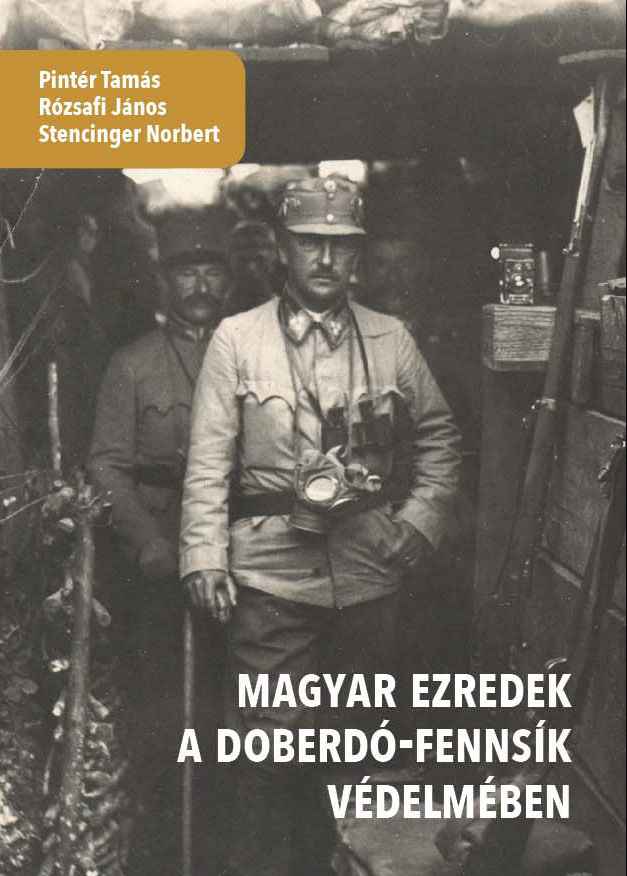 Pintér Tamás
Rózsafi János
Stencinger Norbert
MAGYAR EZREDEK
A DOBERDÓ-FENNSÍK
VÉDELMÉBEN